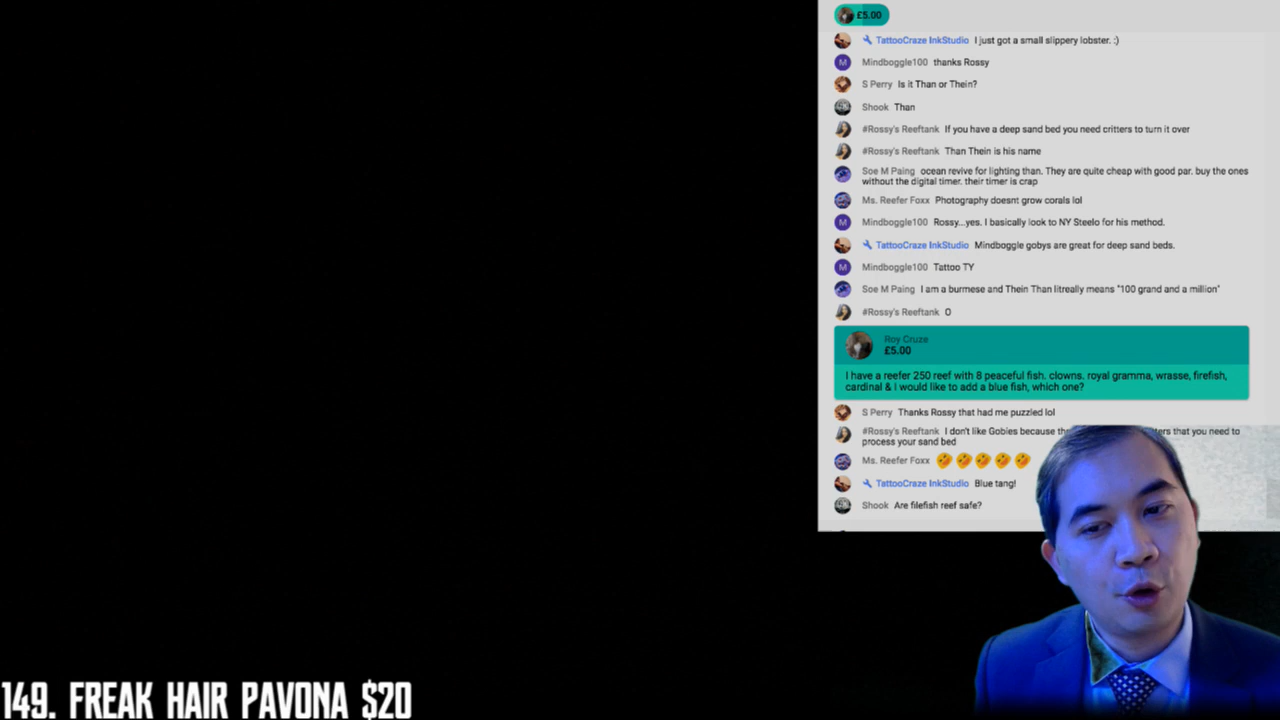 £5.00
TattooCraze InkStudio I just got a small slippery lobster. :)
M Mindboggle100 thanks Rossy
S Perry Is it Than or Thein?
Shook Than
#Rossy's Reeftank If you have a deep sand bed you need critters to turn it over
#Rossy's Reeftank Than Thein is his name
Soe M Paing ocean revive for lighting than. They are quite cheap with good par. buy the ones
without the digital timer. their timer is crap
Ms. Reefer Foxx Photography doesnt grow corals lol
M Mindboggle100 Rossy...yes. I basically look to NY Steelo for his method.
TattooCraze InkStudio Mindboggle gobys are great for deep sand beds.
M Mindboggle100 Tattoo TY
Soe M Paing I am a burmese and Thein Than litreally means "100 grand and a million"
#Rossy's Reeftank O
Roy Cruze
£5.00
I have a reefer 250 reef with 8 peaceful fish. clowns. royal gramma, wrasse, firefish,
cardinal & I would like to add a blue fish, which one?
S Perry Thanks Rossy that had me puzzled lol
#Rossy's Reeftank I don't like Gobies because that you need to
process your sand bed
Ms. Reefer Foxx
TattooCraze InkStudio Blue tang!
Shook Are filefish reef safe?
149. FREAK HAIR PAVONA $20